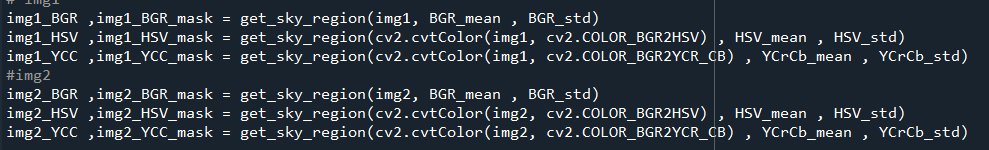 # img1
img1_BGR ,img1_BGR_mask = get_sky_region(img1, BGR_mean , BGR_std)
img1_HSV ,img1_HSV_mask = get_sky_region(cv2.cvtColor(img1, cv2.COLOR_BGR2HSV) , HSV_mean , HSV_std)
img1_YCC ,img1_YCC_mask = get_sky_region(cv2.cvtColor(img1, cv2.COLOR_BGR2YCR_CB) , YCrCb_mean , YCrCb_std)
#img2
img2_BGR ,img2_BGR_mask = get_sky_region(img2, BGR_mean , BGR_std)
img2_HSV ,img2_HSV_mask = get_sky_region(cv2.cvtColor(img2, cv2.COLOR_BGR2HSV) , HSV_mean , HSV_std)
img2_YCC ,img2_YCC_mask = get_sky_region(cv2.cvtColor(img2, cv2.COLOR_BGR2YCR_CB) , YCrCb_mean , YCrCb_std)